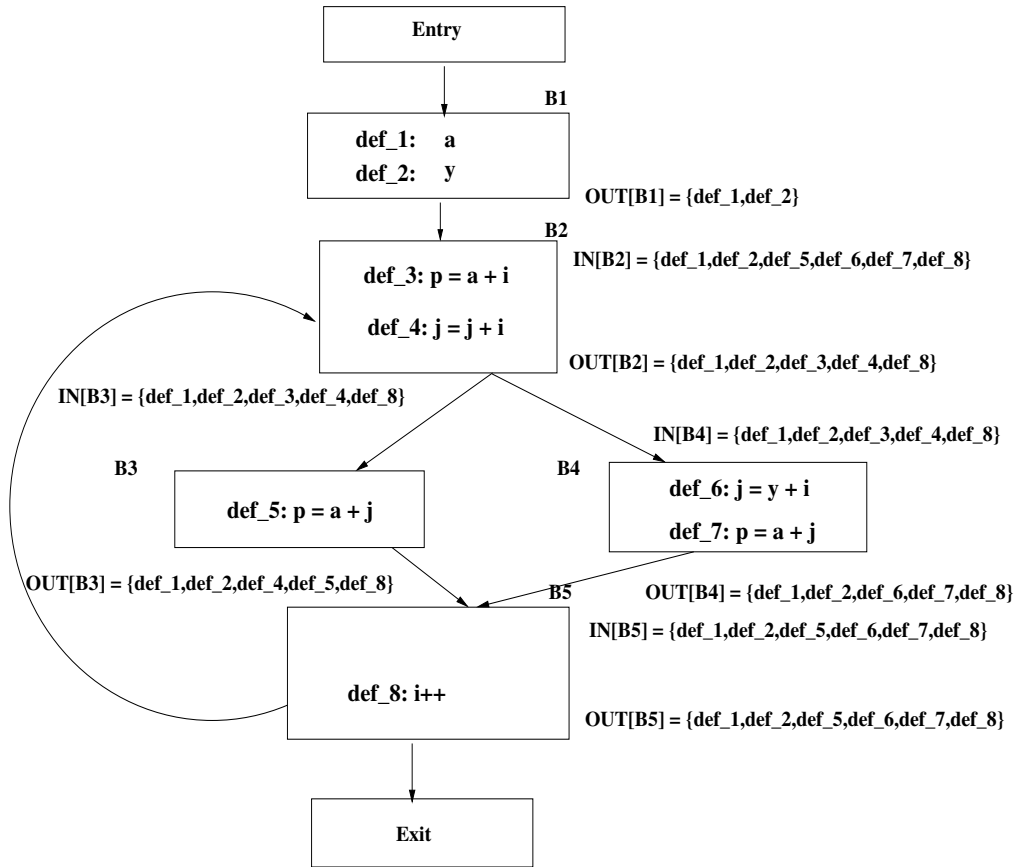 Entry
B1
def_1: a
def_2: y
OUT[B1] = {def_1,def_2}
B2
IN[B2] = {def_1,def_2,def_5,def_6,def_7,def_8}
def_3: p = a + i
def_4: j = j + i
OUT[B2] = {def_1,def_2,def_3,def_4,def_8}
IN[B3] = {def_1,def_2,def_3,def_4,def_8}
IN[B4] = {def_1,def_2,def_3,def_4,def_8}
B3
B4
def_5: p = a + j
def_6: j = y + i
def_7: p = a + j
OUT[B3] = {def_1,def_2,def_4,def_5,def_8}
B5
OUT[B4] = {def_1,def_2,def_6,def_7,def_8}
IN[B5] = {def_1,def_2,def_5,def_6,def_7,def_8}
def_8: i++
OUT[B5] = {def_1,def_2,def_5,def_6,def_7,def_8}
Exit